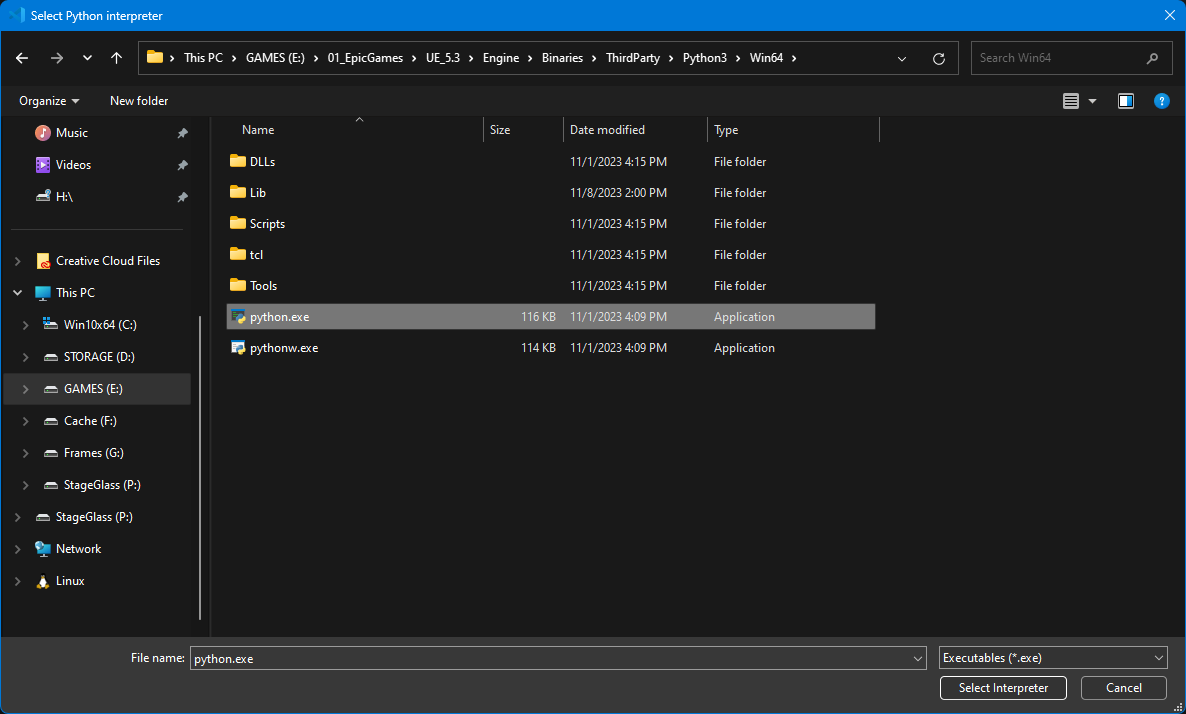 Select Python interpreter
This PC > GAMES (E:) > 01_EpicGames > UE_5.3 > Engine > Binaries > ThirdParty > Python3 > Win64 >
Search Win64
Organize
New folder
?
Music
Videos
H:\
Creative Cloud Files
This PC
Win10x64 (C:)
STORAGE (D:)
GAMES (E:)
Cache (F:)
Frames (G:)
StageGlass (P:)
StageGlass (P:)
Network
Linux
Name Size Date modified Type
DLLs 11/1/2023 4:15 PM File folder
Lib 11/8/2023 2:00 PM File folder
Scripts 11/1/2023 4:15 PM File folder
tcl 11/1/2023 4:15 PM File folder
Tools 11/1/2023 4:15 PM File folder
python.exe 116 KB 11/1/2023 4:09 PM Application
pythonw.exe 114 KB 11/1/2023 4:09 PM Application
File name: python.exe
Executables (*.exe)
Select Interpreter
Cancel